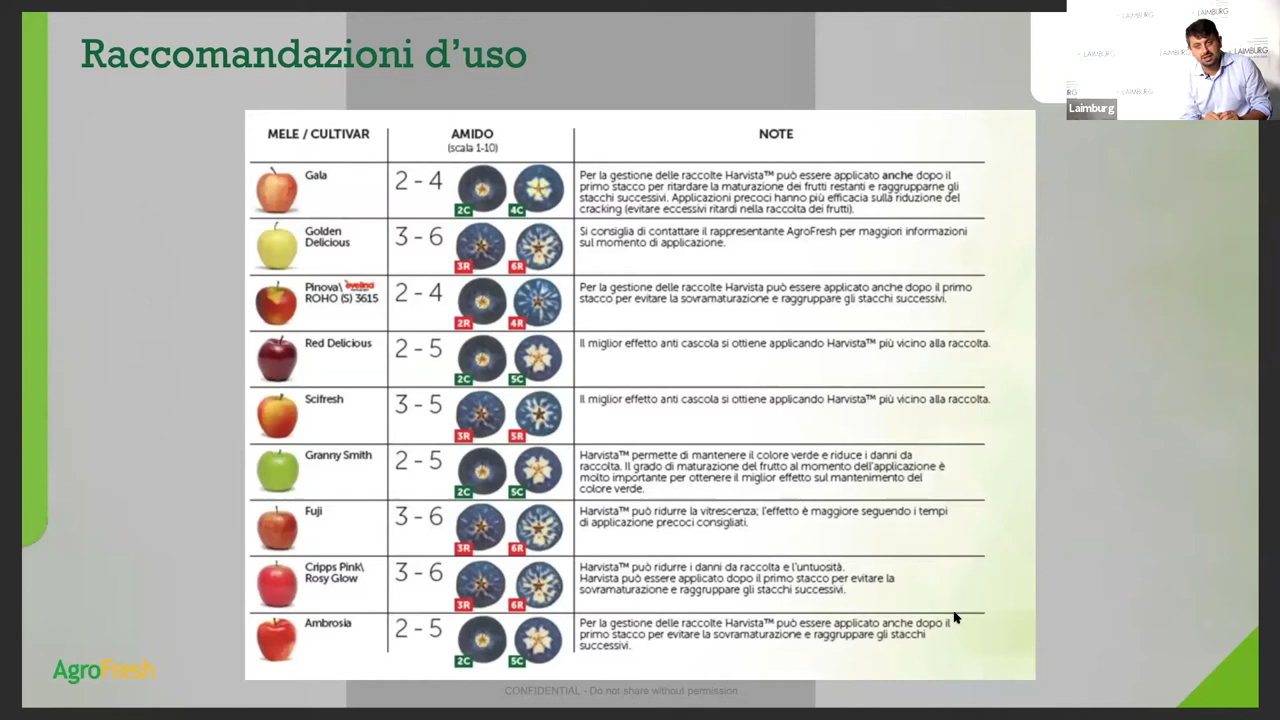 Raccomandazioni d'uso
LAIMBURG
LAIMBURG
LAIMBURG
LAIMBURG
LAIMBURG
LAIMBURG
Laimburg
MELE / CULTIVAR
AMIDO
(scala 1-10)
NOTE
Gala
2 - 4
2C
4C
Per la gestione delle raccolte Harvista™ può essere applicato anche dopo il
primo stacco per ritardare la maturazione dei frutti restanti e raggrupparne gli
stacchi successivi. Applicazioni precoci hanno più efficacia sulla riduzione del
cracking (evitare eccessivi ritardi nella raccolta dei frutti).
Golden
Delicious
3 - 6
3R
6R
Si consiglia di contattare il rappresentante AgroFresh per maggiori informazioni
sul momento di applicazione.
Pinova\ evelina
ROHO (S) 3615
2 - 4
2R
4R
Per la gestione delle raccolte Harvista può essere applicato anche dopo il primo
stacco per evitare la sovramaturazione e raggruppare gli stacchi successivi.
Red Delicious
2 - 5
2C
5C
Il miglior effetto anti cascola si ottiene applicando Harvista™ più vicino alla raccolta.
Scifresh
3 - 5
3R
5R
Il miglior effetto anti cascola si ottiene applicando Harvista™ più vicino alla raccolta.
Granny Smith
2 - 5
2C
5C
Harvista™ permette di mantenere il colore verde e riduce i danni da
raccolta. Il grado di maturazione del frutto al momento dell'applicazione è
molto importante per ottenere il miglior effetto sul mantenimento del
colore verde.
Fuji
3 - 6
3R
6R
Harvista™ può ridurre la vitrescenza; l'effetto è maggiore seguendo i tempi
di applicazione precoci consigliati.
Cripps Pink\
Rosy Glow
3 - 6
3R
6R
Harvista™ può ridurre i danni da raccolta e l'untuosità.
Harvista può essere applicato dopo il primo stacco per evitare la
sovramaturazione e raggruppare gli stacchi successivi.
Ambrosia
2 - 5
2C
5C
Per la gestione delle raccolte Harvista™ può essere applicato anche dopo il
primo stacco per evitare la sovramaturazione e raggruppare gli stacchi
successivi.
AgroFresh
CONFIDENTIAL - Do not share without permission